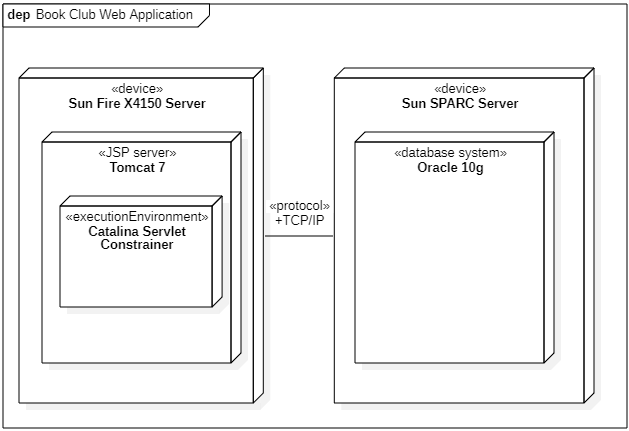 dep Book Club Web Application
«device»
Sun Fire X4150 Server
«JSP server»
Tomcat 7
«executionEnvironment»
Catalina Servlet
Constrainer
«protocol»
+TCP/IP
«device»
Sun SPARC Server
«database system»
Oracle 10g